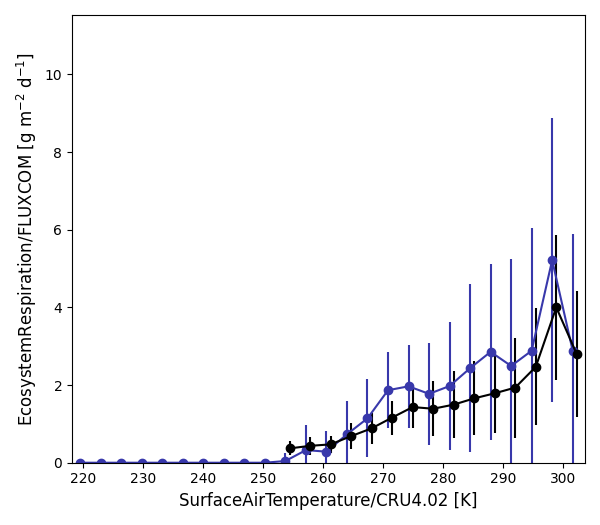 EcosystemRespiration/FLUXCOM [g m⁻² d⁻¹]
10
8
6
4
2
0
220 230 240 250 260 270 280 290 300
SurfaceAirTemperature/CRU4.02 [K]